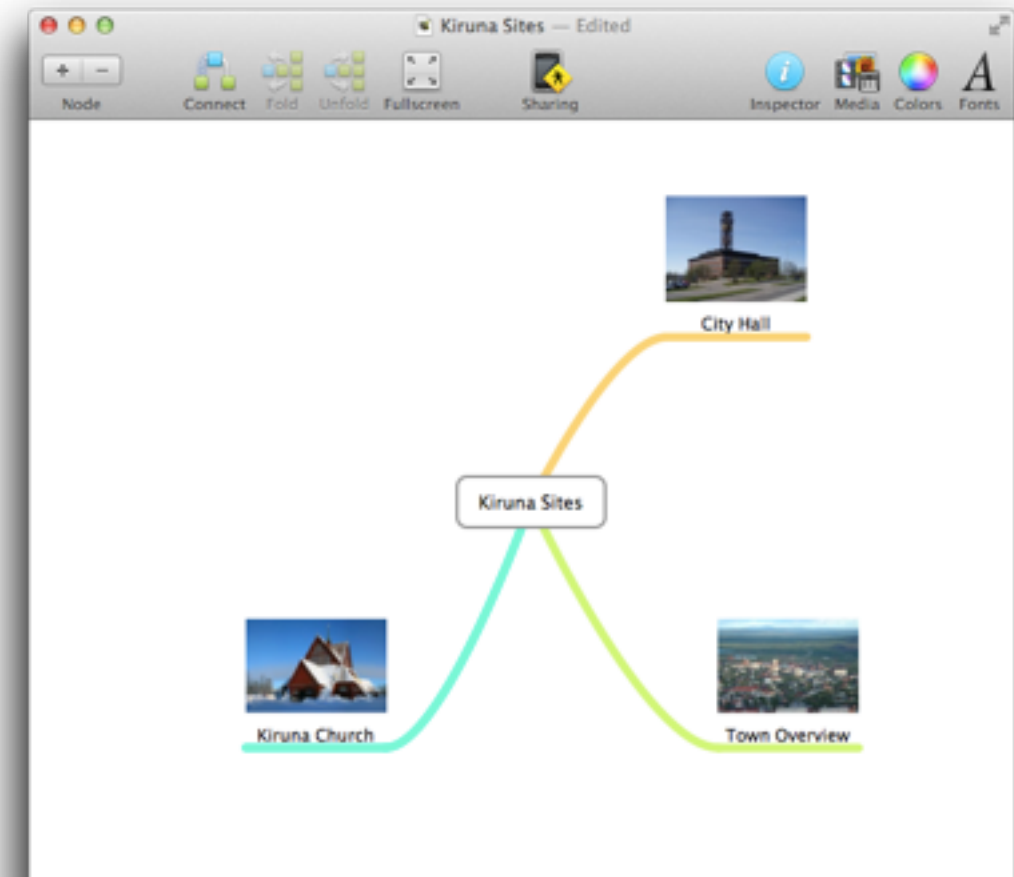 Kiruna Sites — Edited
Node
Connect
Fold
Unfold
Fullscreen
Sharing
Inspector
Media
Colors
Fonts
City Hall
Kiruna Sites
Kiruna Church
Town Overview